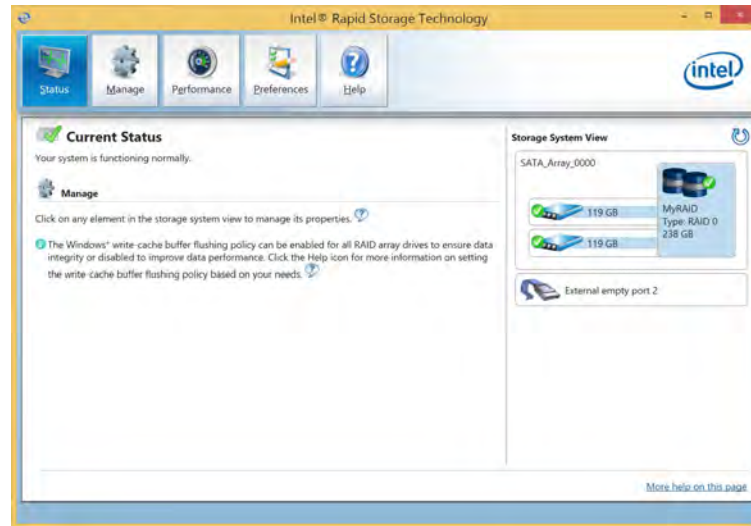 Intel® Rapid Storage Technology
Status
Manage
Performance
Preferences
Help
intel
Current Status
Your system is functioning normally.
Manage
Click on any element in the storage system view to manage its properties.
The Windows* write-cache buffer flushing policy can be enabled for all RAID array drives to ensure data
integrity or disabled to improve data performance. Click the Help icon for more information on setting
the write-cache buffer flushing policy based on your needs.
Storage System View
SATA_Array_0000
119 GB
119 GB
MyRAID
Type: RAID 0
238 GB
External empty port 2
More help on this page